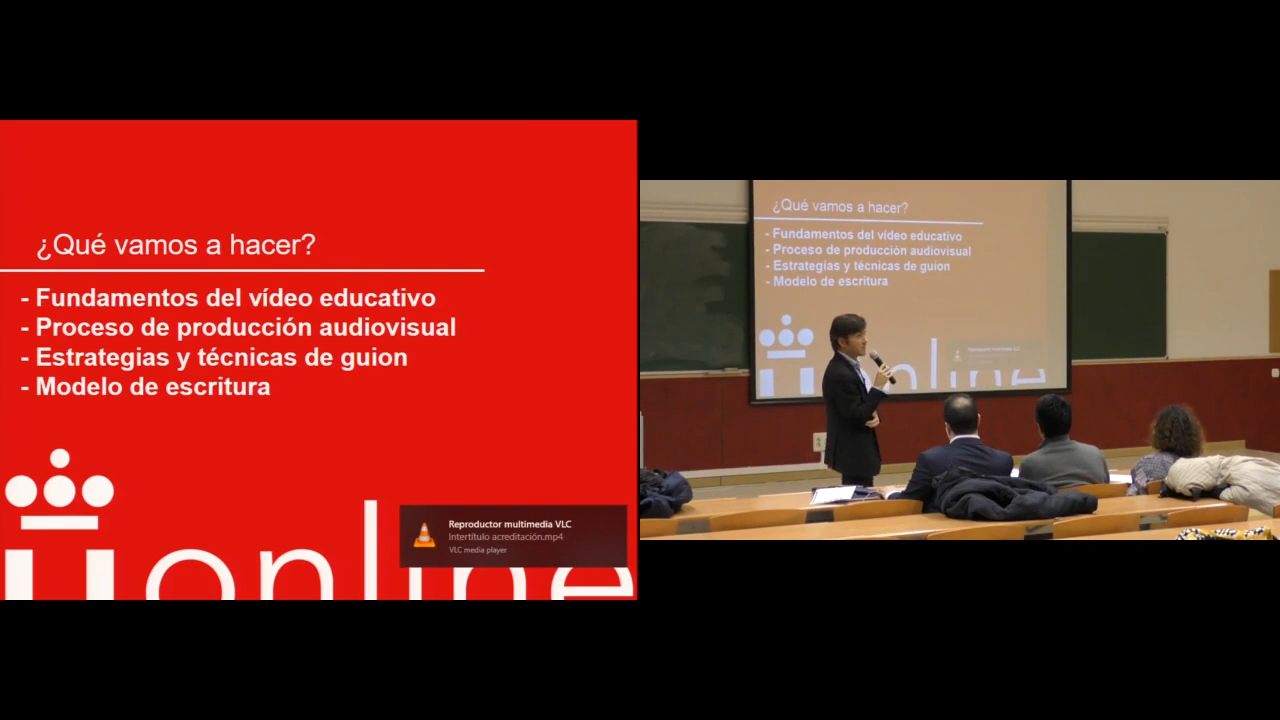 ¿Qué vamos a hacer?
- Fundamentos del vídeo educativo
- Proceso de producción audiovisual
- Estrategias y técnicas de guion
- Modelo de escritura
online
Reproductor multimedia VLC
Intertítulo acreditación.mp4
VLC media player
¿Qué vamos a hacer?
- Fundamentos del vídeo educativo
- Proceso de producción audiovisual
- Estrategias y técnicas de guion
- Modelo de escritura
online